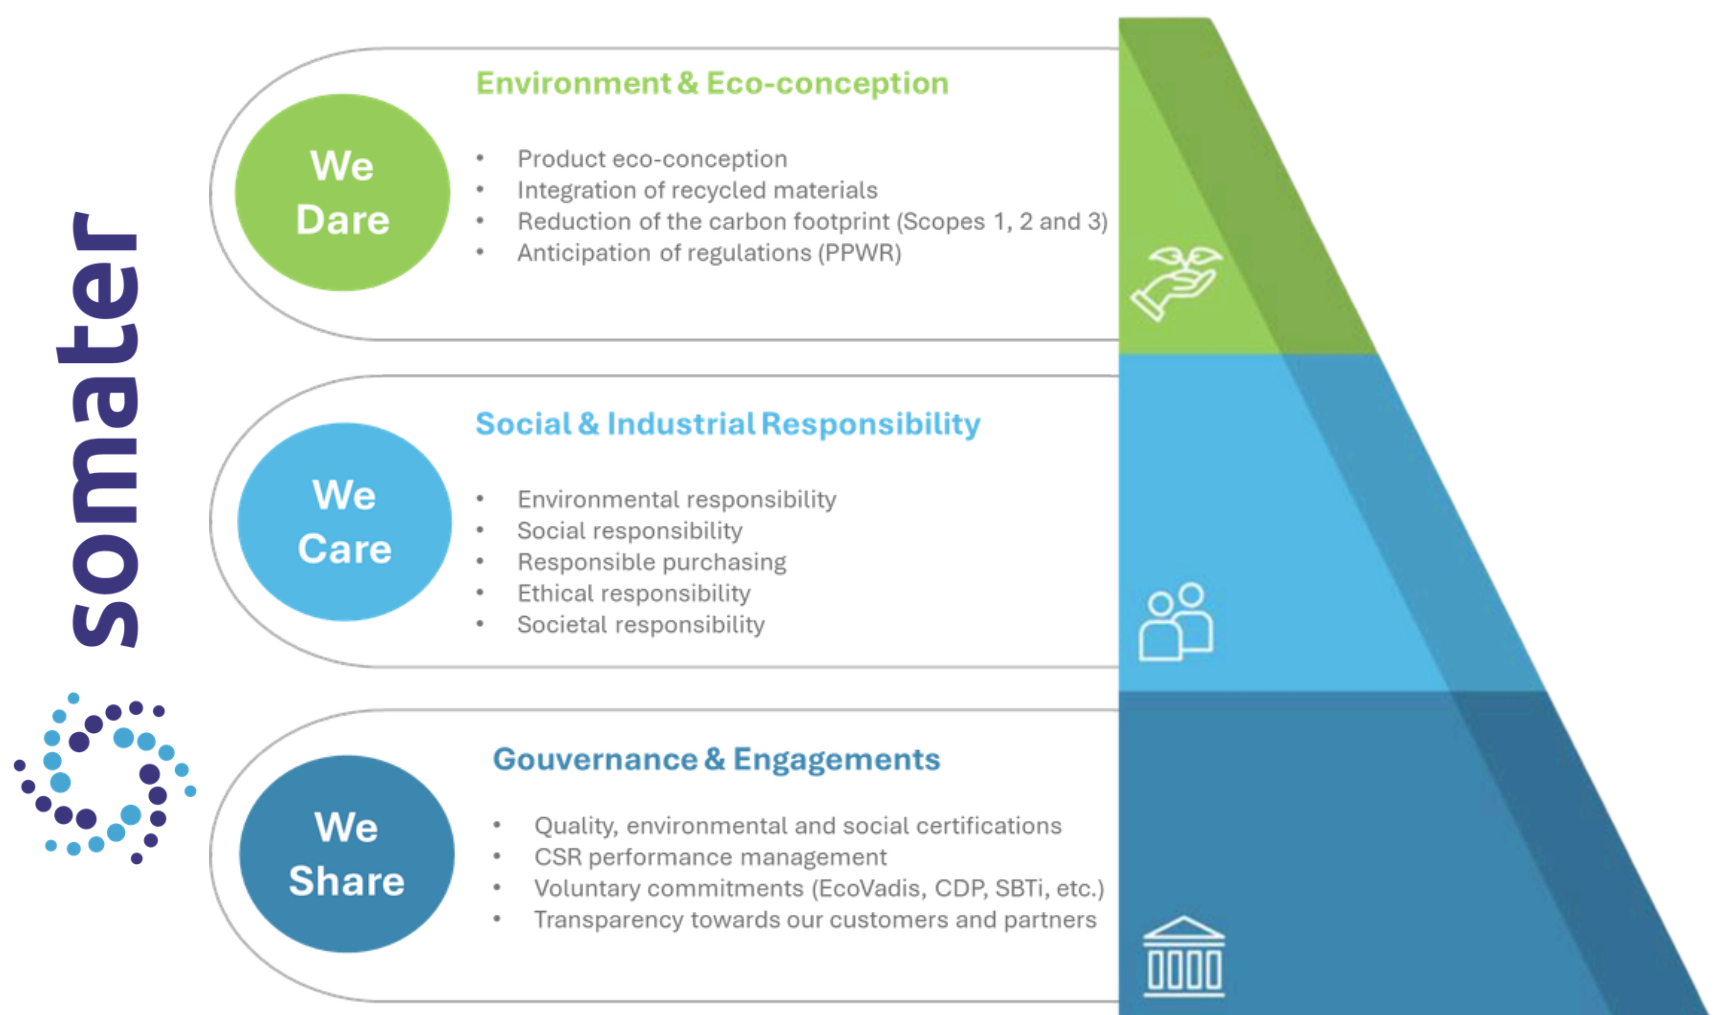 somater
We
Dare
Environment & Eco-conception
• Product eco-conception
• Integration of recycled materials
• Reduction of the carbon footprint (Scopes 1, 2 and 3)
• Anticipation of regulations (PPWR)
We
Care
Social & Industrial Responsibility
• Environmental responsibility
• Social responsibility
• Responsible purchasing
• Ethical responsibility
• Societal responsibility
We
Share
Gouvernance & Engagements
• Quality, environmental and social certifications
• CSR performance management
• Voluntary commitments (EcoVadis, CDP, SBTi, etc.)
• Transparency towards our customers and partners